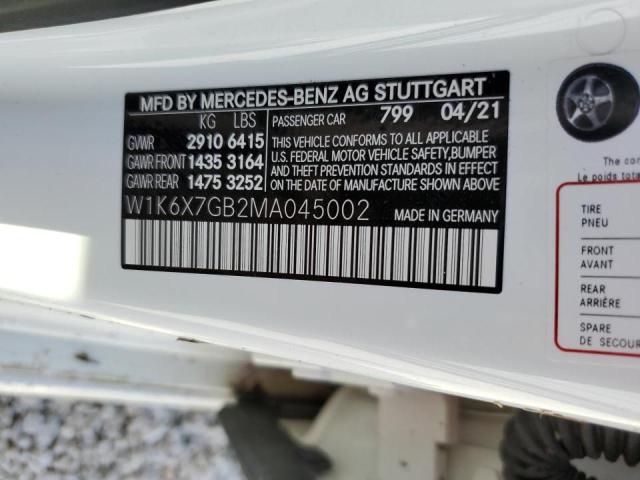 MFD BY MERCEDES-BENZ AG STUTTGART
KG LBS
GVWR 2910 6415
GAWR FRONT 1435 3164
GAWR REAR 1475 3252
PASSENGER CAR 799 04/21
THIS VEHICLE CONFORMS TO ALL APPLICABLE
U.S. FEDERAL MOTOR VEHICLE SAFETY, BUMPER
AND THEFT PREVENTION STANDARDS IN EFFECT
ON THE DATE OF MANUFACTURE SHOWN ABOVE.
W1K6X7GB2MA045002
MADE IN GERMANY
The
Le poids
TIRE
PNEU
FRONT
AVANT
REAR
ARRIÈRE
SPARE
DE SECOUR